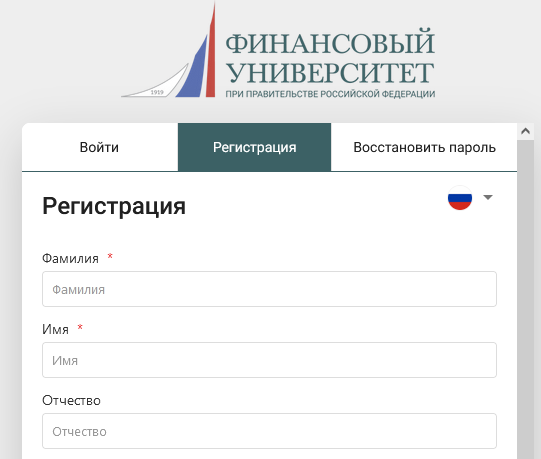 ФИНАНСОВЫЙ
УНИВЕРСИТЕТ
ПРИ ПРАВИТЕЛЬСТВЕ РОССИЙСКОЙ ФЕДЕРАЦИИ
1919
Войти Регистрация Восстановить пароль
Регистрация
Фамилия *
Фамилия
Имя *
Имя
Отчество
Отчество